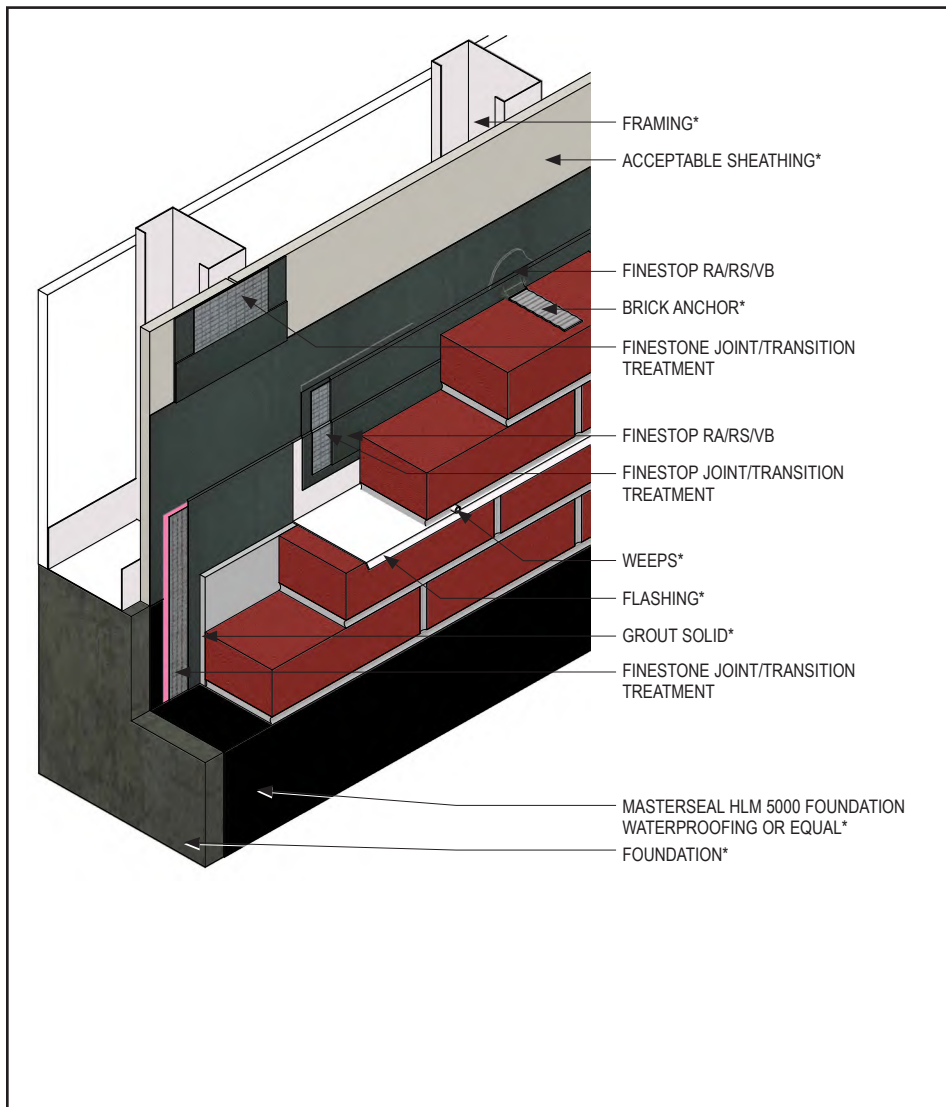 FRAMING*
ACCEPTABLE SHEATHING*
FINESTOP RA/RS/VB
BRICK ANCHOR*
FINESTONE JOINT/TRANSITION
TREATMENT
FINESTOP RA/RS/VB
FINESTOP JOINT/TRANSITION
TREATMENT
WEEPS*
FLASHING*
GROUT SOLID*
FINESTONE JOINT/TRANSITION
TREATMENT
MASTERSEAL HLM 5000 FOUNDATION
WATERPROOFING OR EQUAL*
FOUNDATION*